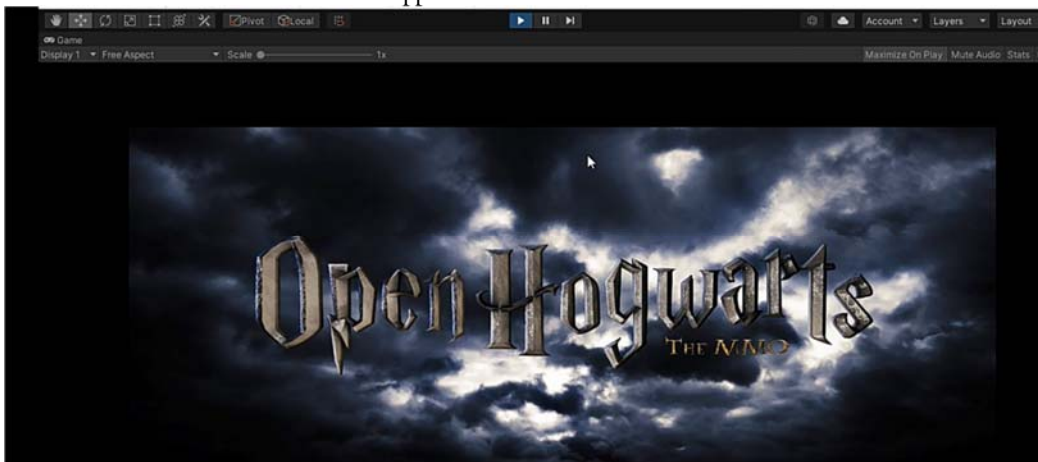 Pivot Local Account Layers Layout
Game
Display 1 Free Aspect Scale 1x Maximize On Play Mute Audio Stats
Open Hogwarts
THE MMO